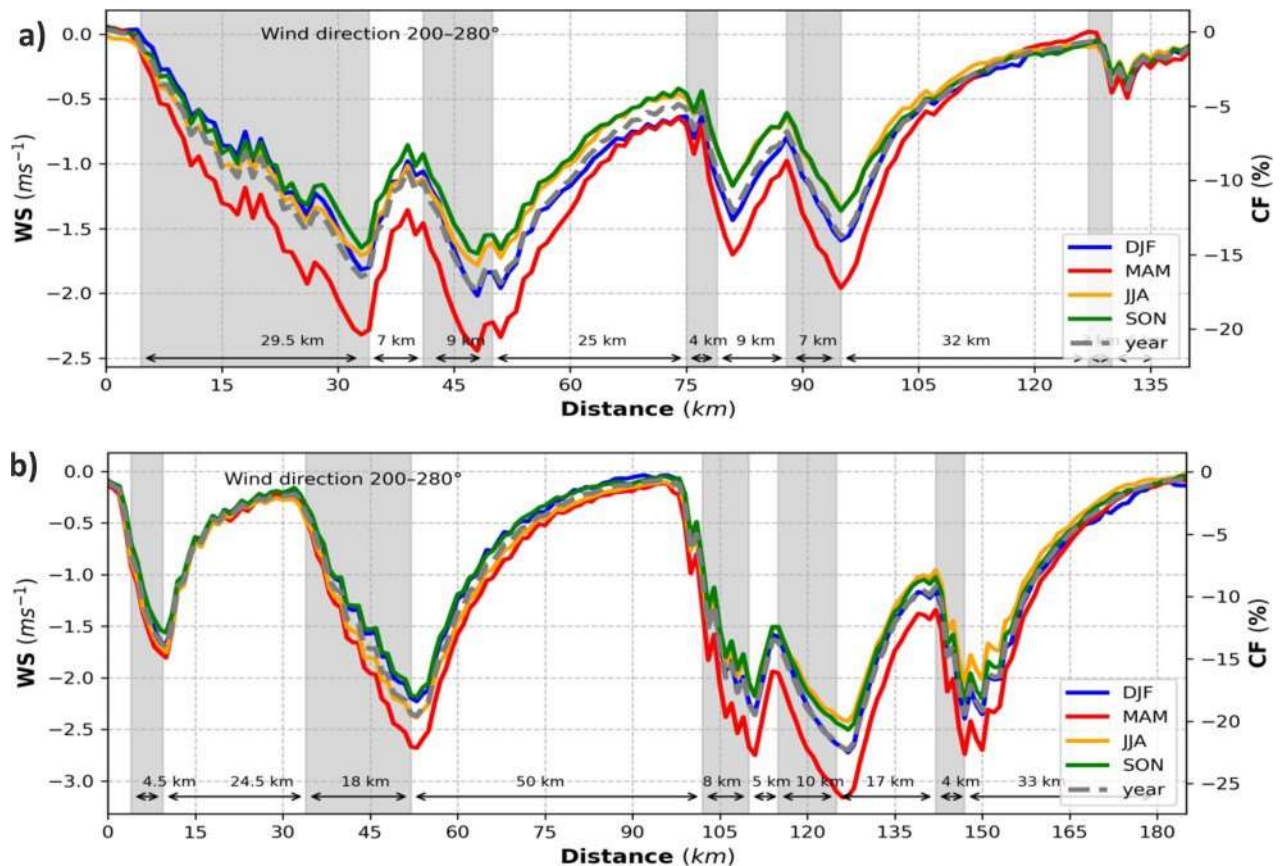 a)
Wind direction 200–280°
0.0
−0.5
−1.0
−1.5
−2.0
−2.5
WS (ms⁻¹)
0
−5
−10
−15
−20
CF (%)
DJF
MAM
JJA
SON
year
29.5 km
7 km
9 km
25 km
4 km
9 km
7 km
32 km
0 15 30 45 60 75 90 105 120 135
Distance (km)
b)
Wind direction 200–280°
0.0
−0.5
−1.0
−1.5
−2.0
−2.5
−3.0
WS (ms⁻¹)
0
−5
−10
−15
−20
−25
CF (%)
DJF
MAM
JJA
SON
year
4.5 km
24.5 km
18 km
50 km
8 km
5 km
10 km
17 km
4 km
33 km
0 15 30 45 60 75 90 105 120 135 150 165 180
Distance (km)